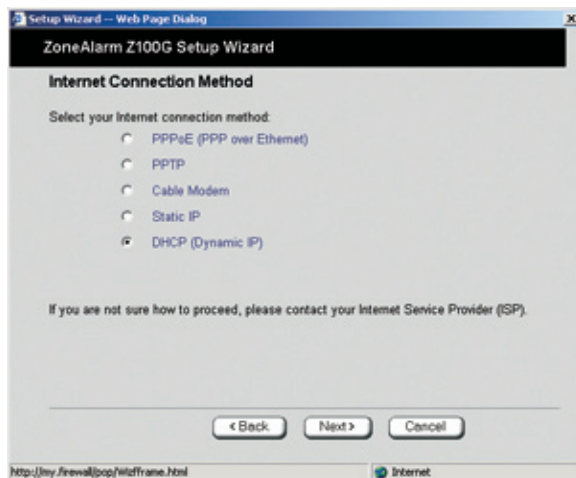 Setup Wizard -- Web Page Dialog
ZoneAlarm Z100G Setup Wizard
Internet Connection Method
Select your Internet connection method:
PPPoE (PPP over Ethernet)
PPTP
Cable Modem
Static IP
DHCP (Dynamic IP)
If you are not sure how to proceed, please contact your Internet Service Provider (ISP).
<Back
Next>
Cancel
http://my.firewall/pop/WizfFrame.html
Internet